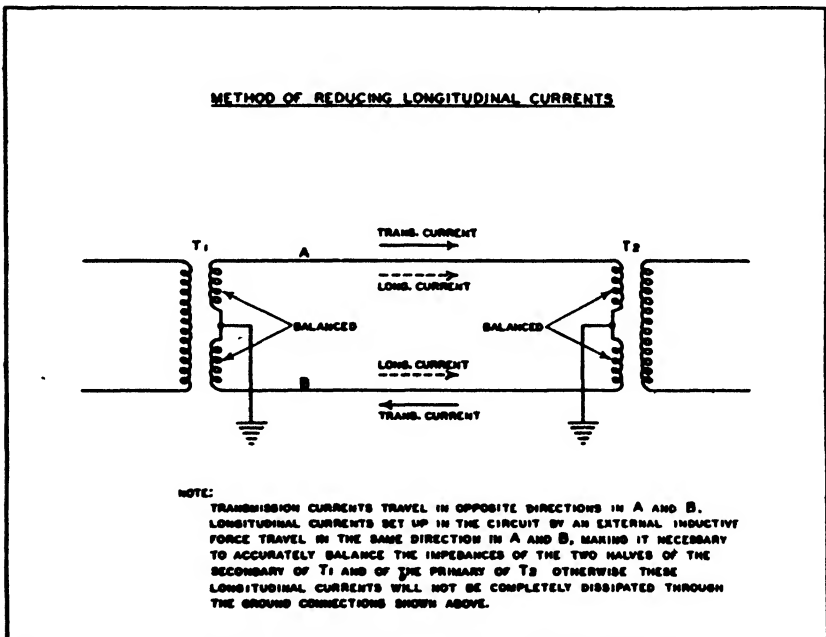 METHOD OF REDUCING LONGITUDINAL CURRENTS
TRANS. CURRENT
T1
A
T2
LONG. CURRENT
BALANCED
BALANCED
LONG. CURRENT
B
TRANS. CURRENT
NOTE:
TRANSMISSION CURRENTS TRAVEL IN OPPOSITE DIRECTIONS IN A AND B.
LONGITUDINAL CURRENTS SET UP IN THE CIRCUIT BY AN EXTERNAL INDUCTIVE
FORCE TRAVEL IN THE SAME DIRECTION IN A AND B, MAKING IT NECESSARY
TO ACCURATELY BALANCE THE IMPEDANCES OF THE TWO HALVES OF THE
SECONDARY OF T1 AND OF THE PRIMARY OF T2 OTHERWISE THESE
LONGITUDINAL CURRENTS WILL NOT BE COMPLETELY DISSIPATED THROUGH
THE GROUND CONNECTIONS SHOWN ABOVE.